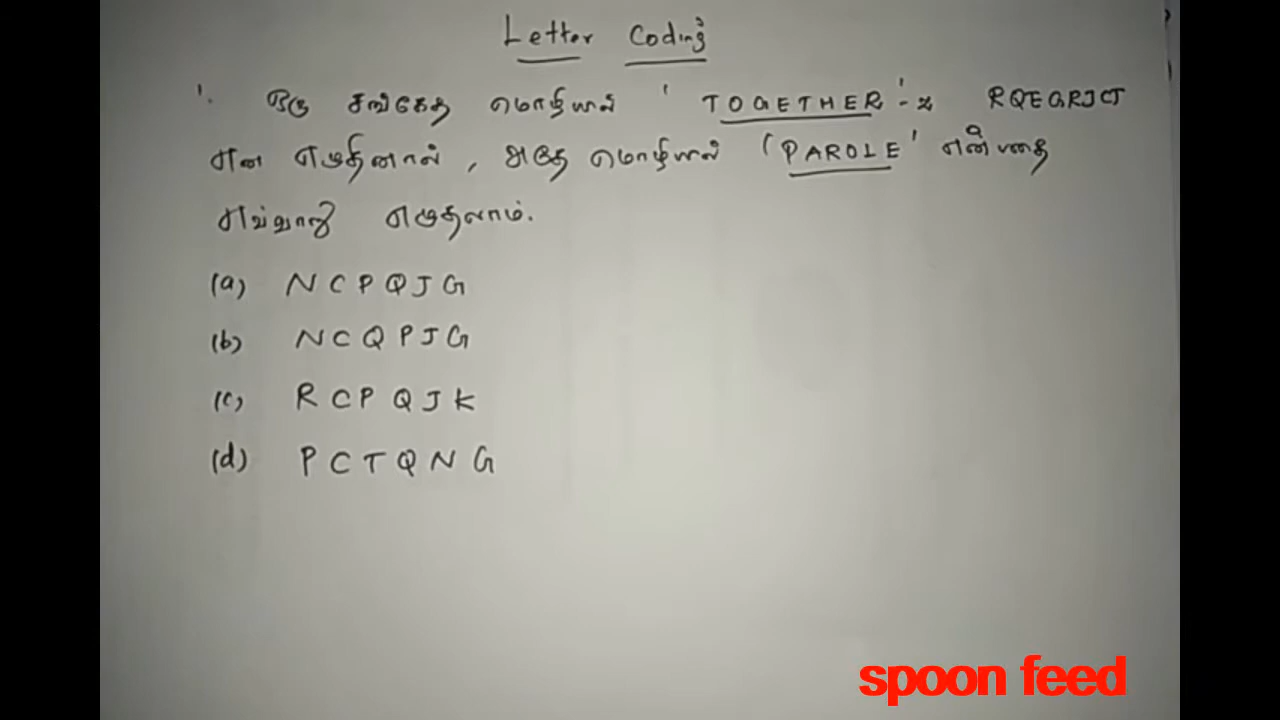 Letter Coding
1. ஒரு சங்கேத மொழியில் 'TOGETHER'-ஐ RQEGRJCT
என எழுதினால், அதே மொழியில் 'PAROLE' என்பதை
எவ்வாறு எழுதலாம்.
(a) NCPQJG
(b) NCQPJG
(c) RCPQJK
(d) PCTQNG
spoon feed